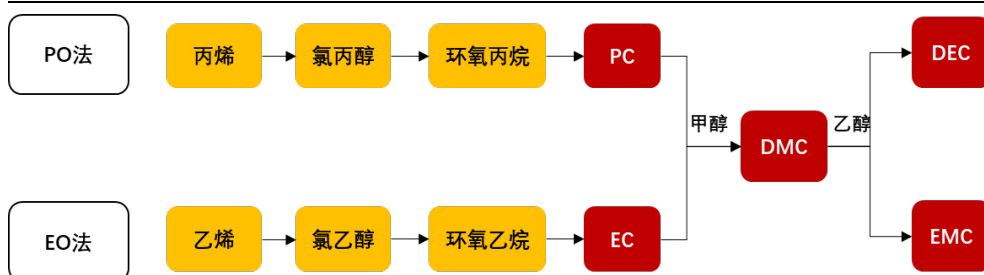 PO法
丙烯
氯丙醇
环氧丙烷
PC
DEC
甲醇
DMC
乙醇
EO法
乙烯
氯乙醇
环氧乙烷
EC
EMC